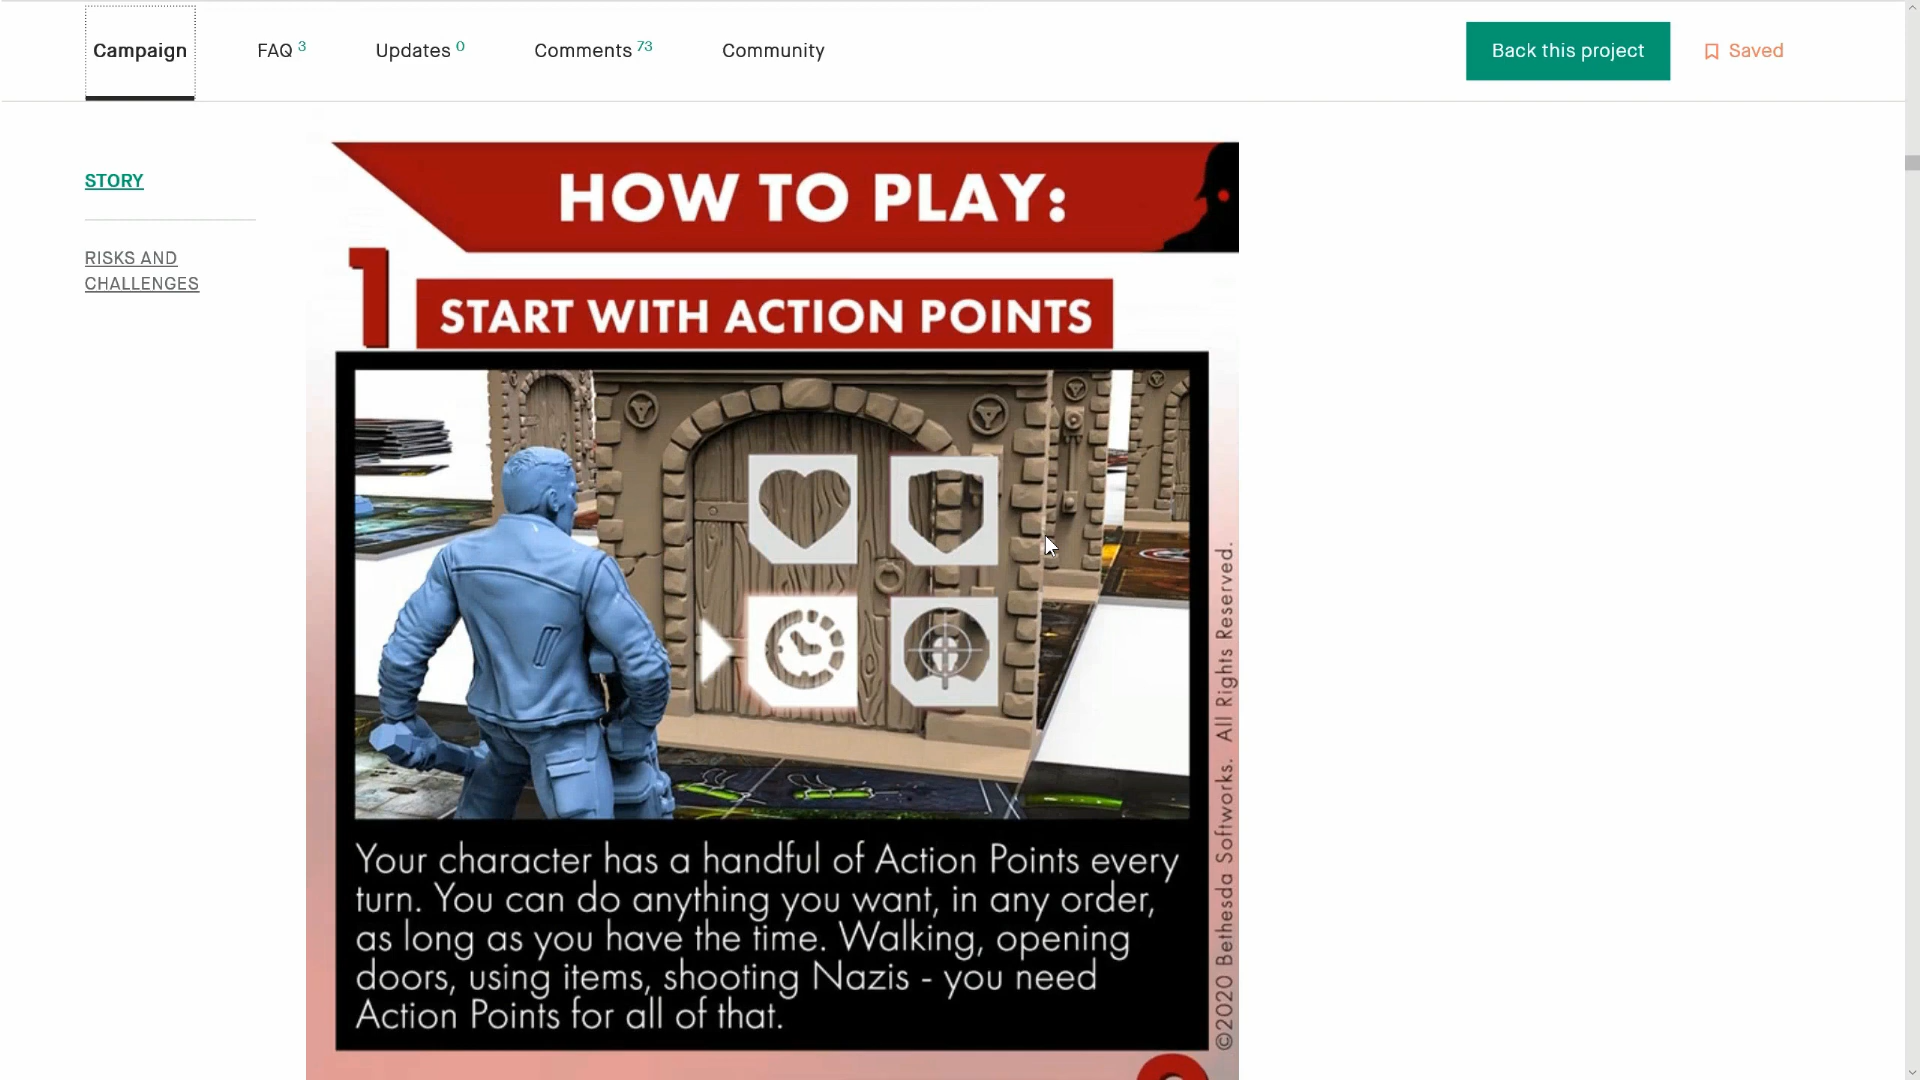 Campaign
FAQ 3
Updates 0
Comments 73
Community
Back this project
Saved
STORY
RISKS AND
CHALLENGES
HOW TO PLAY:
1
START WITH ACTION POINTS
Your character has a handful of Action Points every
turn. You can do anything you want, in any order,
as long as you have the time. Walking, opening
doors, using items, shooting Nazis - you need
Action Points for all of that.
©2020 Bethesda Softworks. All Rights Reserved.